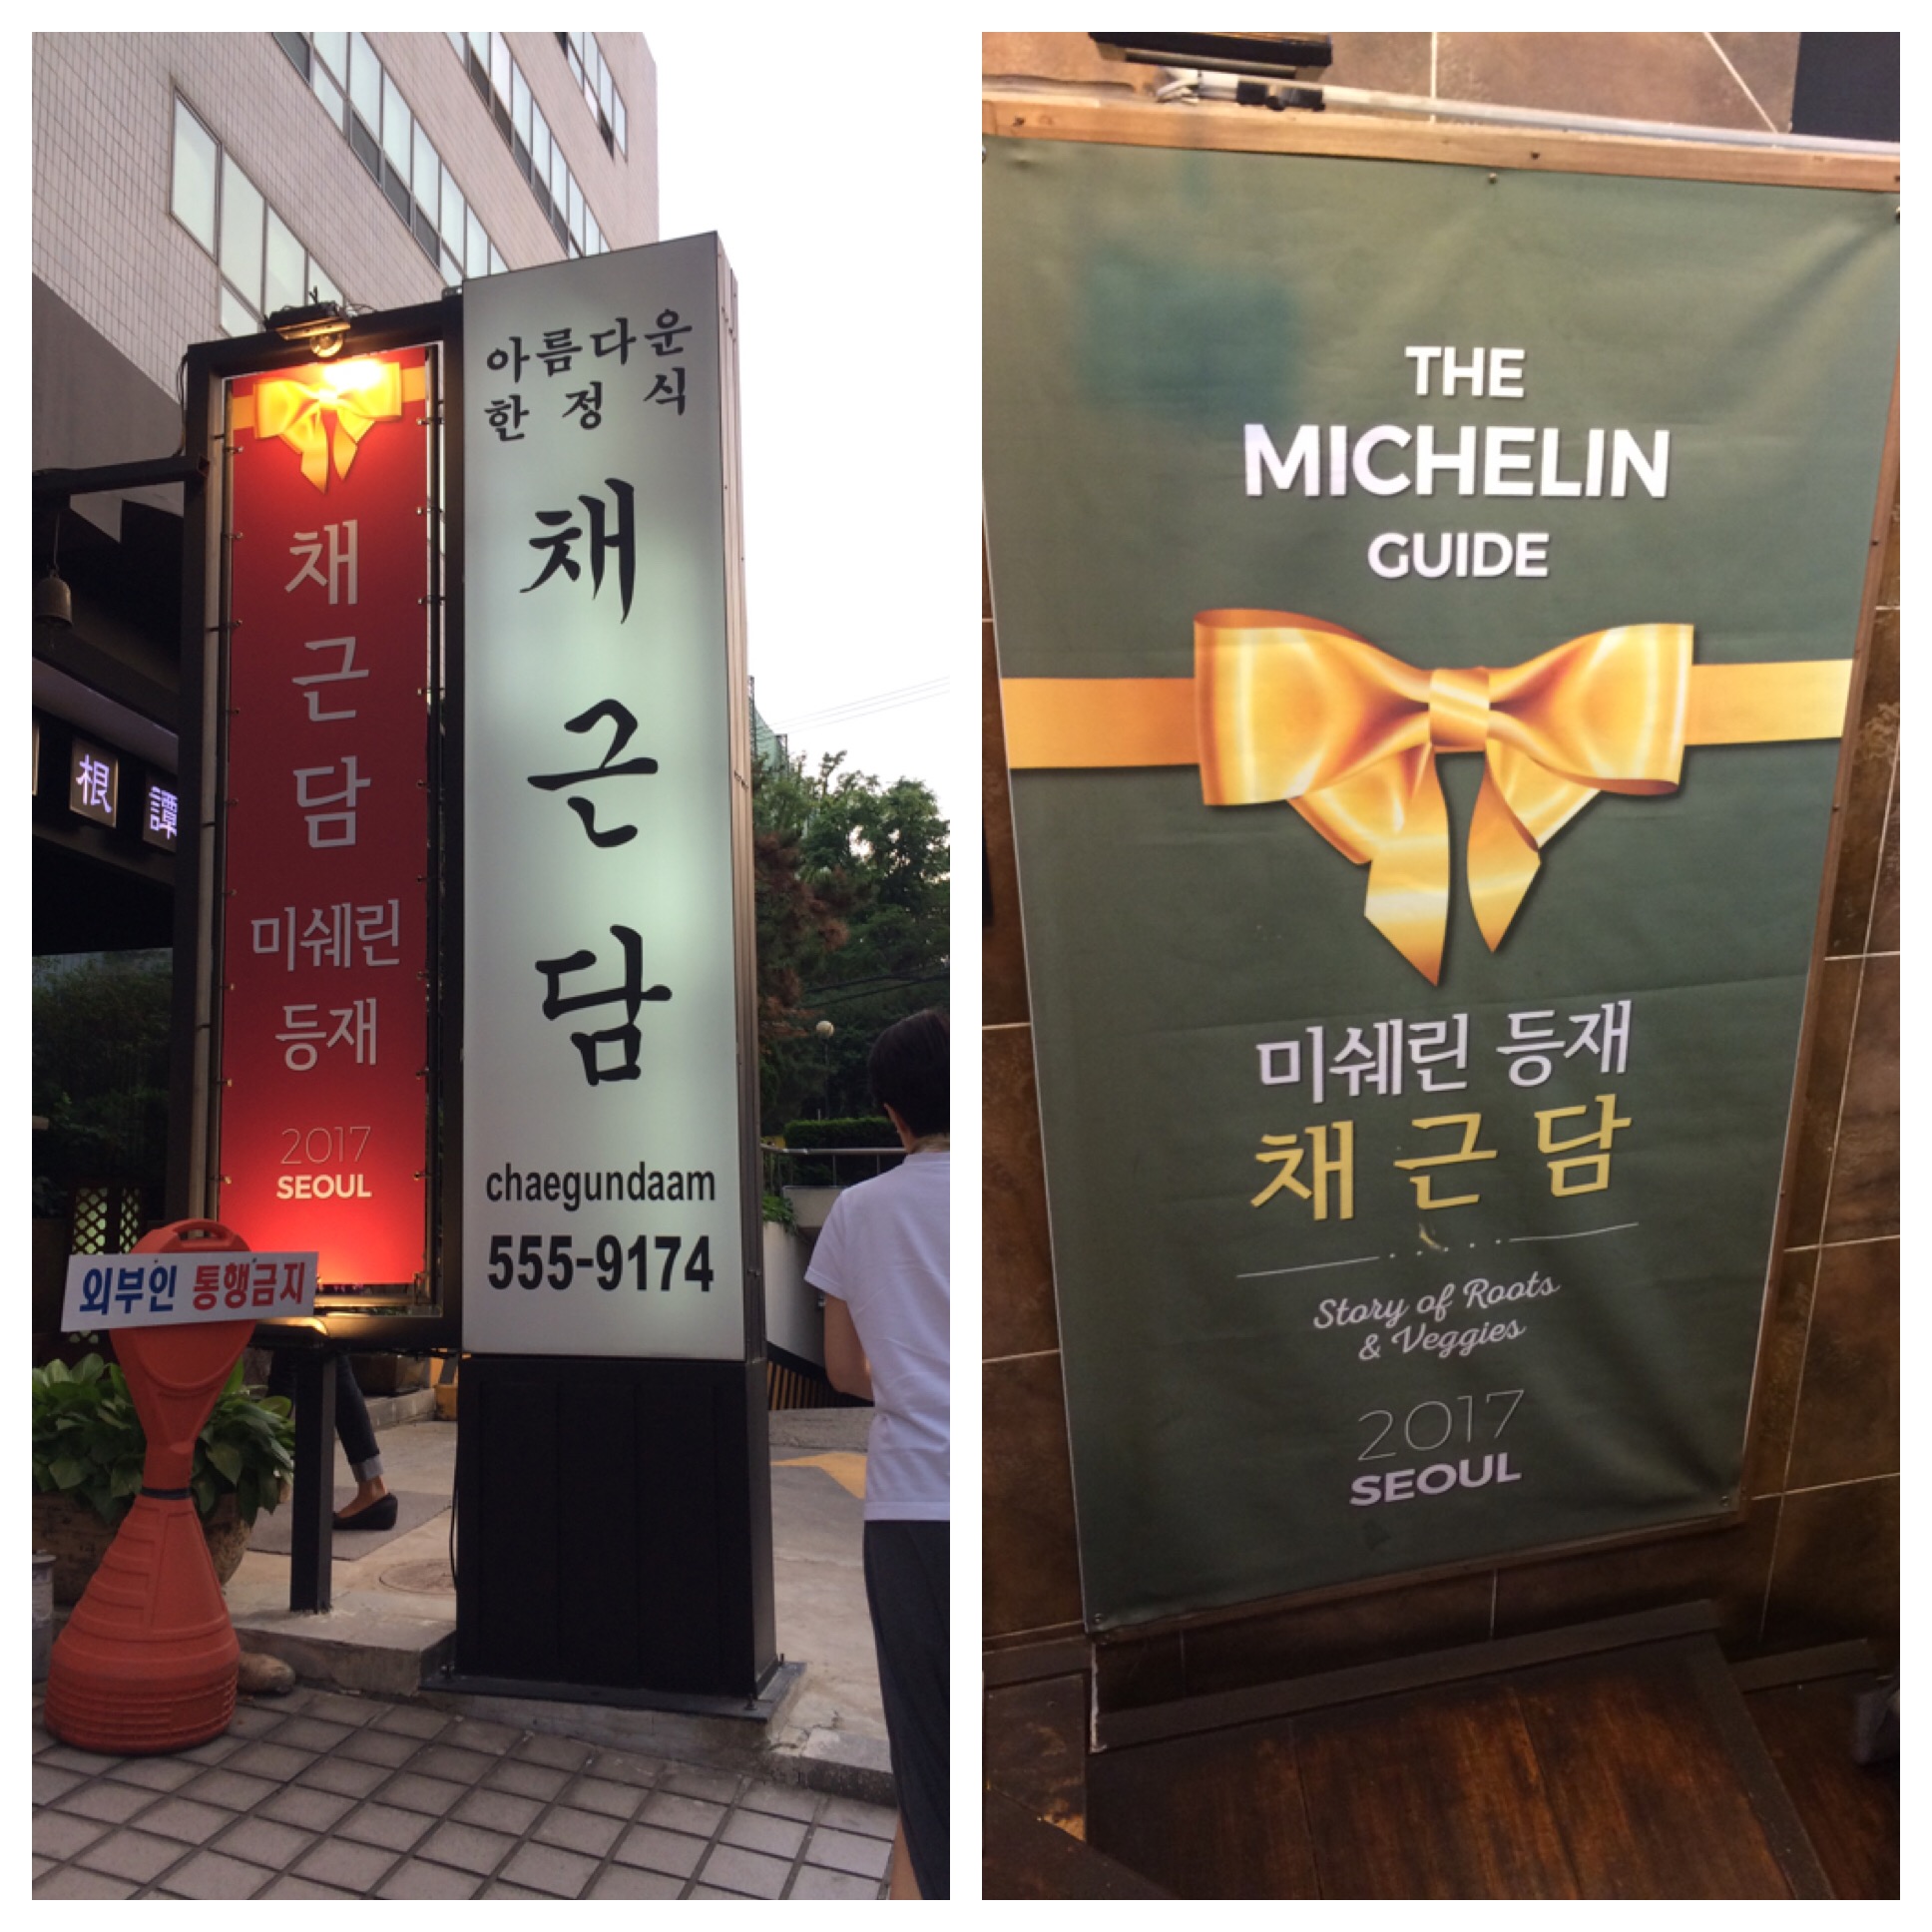 아름다운
한 정 식
채
근
담
chaegundaam
555-9174
채
근
담
미쉐린
등재
2017
SEOUL
根
譚
외부인 통행금지
THE
MICHELIN
GUIDE
미쉐린 등재
채 근 담
Story of Roots
& Veggies
2017
SEOUL